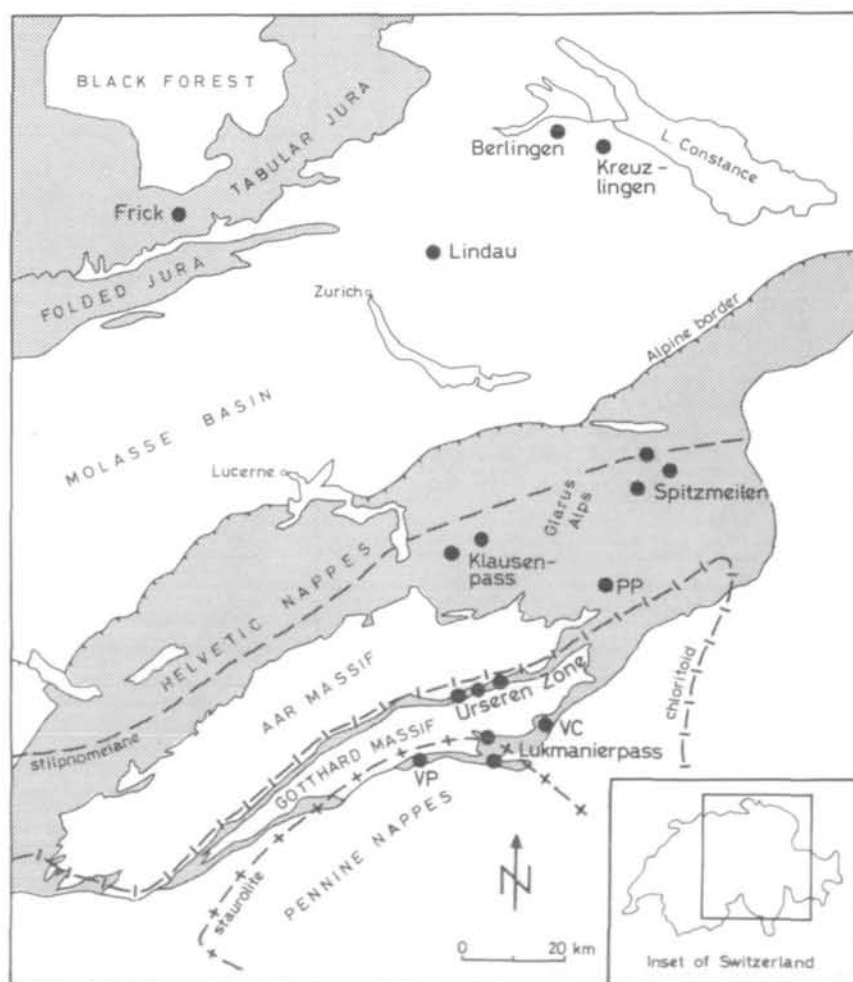 BLACK FOREST
TABULAR JURA
L. Constance
Berlingen
Kreuz-
lingen
Frick
Lindau
FOLDED JURA
Zurich
Alpine border
MOLASSE BASIN
Lucerne
Glarus
Alps
Spitzmeilen
Klausen-
pass
PP
HELVETIC NAPPES
AAR MASSIF
Urseren Zone
chloritoid
stilpnomelane
GOTTHARD MASSIF
VC
Lukmanierpass
VP
PENNINE NAPPES
staurolite
N
0 20 km
Inset of Switzerland